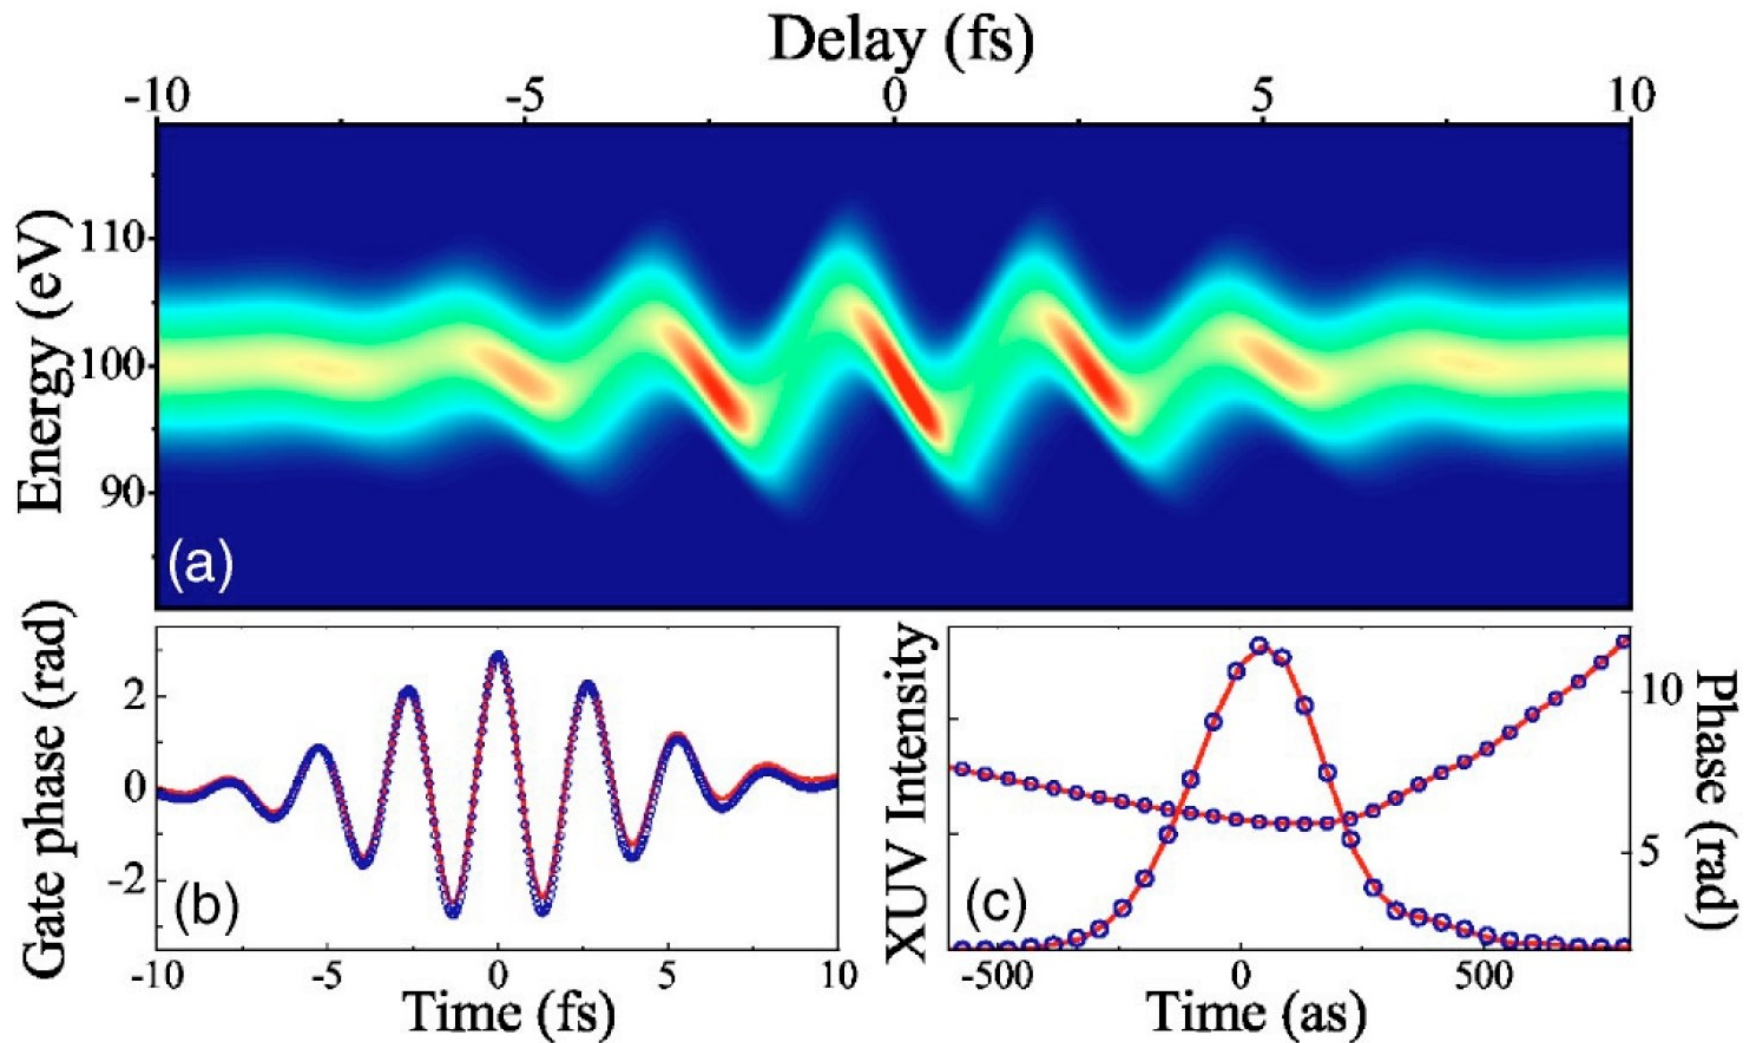 Delay (fs)
-10 -5 0 5 10
Energy (eV)
110
100
90
(a)
Gate phase (rad)
2
0
-2
(b)
-10 -5 0 5 10
Time (fs)
XUV Intensity
(c)
10
5
Phase (rad)
-500 0 500
Time (as)